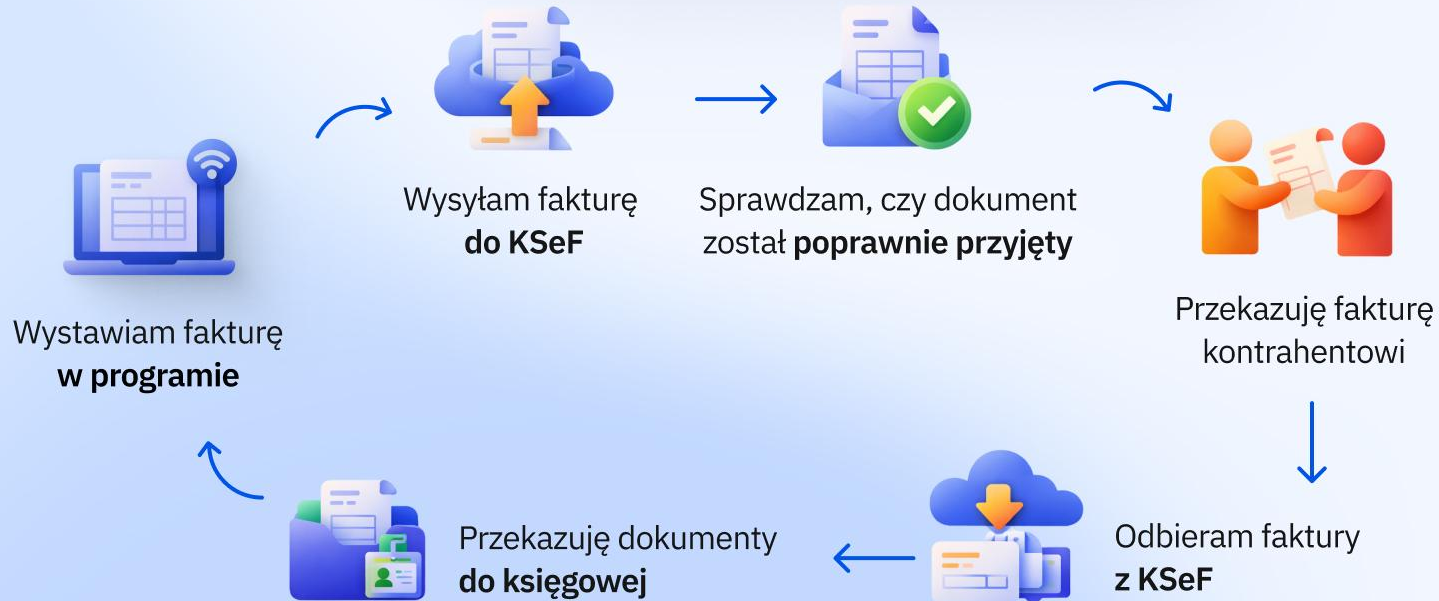 Wystawiam fakturę
w programie
Wysyłam fakturę
do KSeF
Sprawdzam, czy dokument
został poprawnie przyjęty
Przekazuję fakturę
kontrahentowi
Odbieram faktury
z KSeF
Przekazuję dokumenty
do księgowej